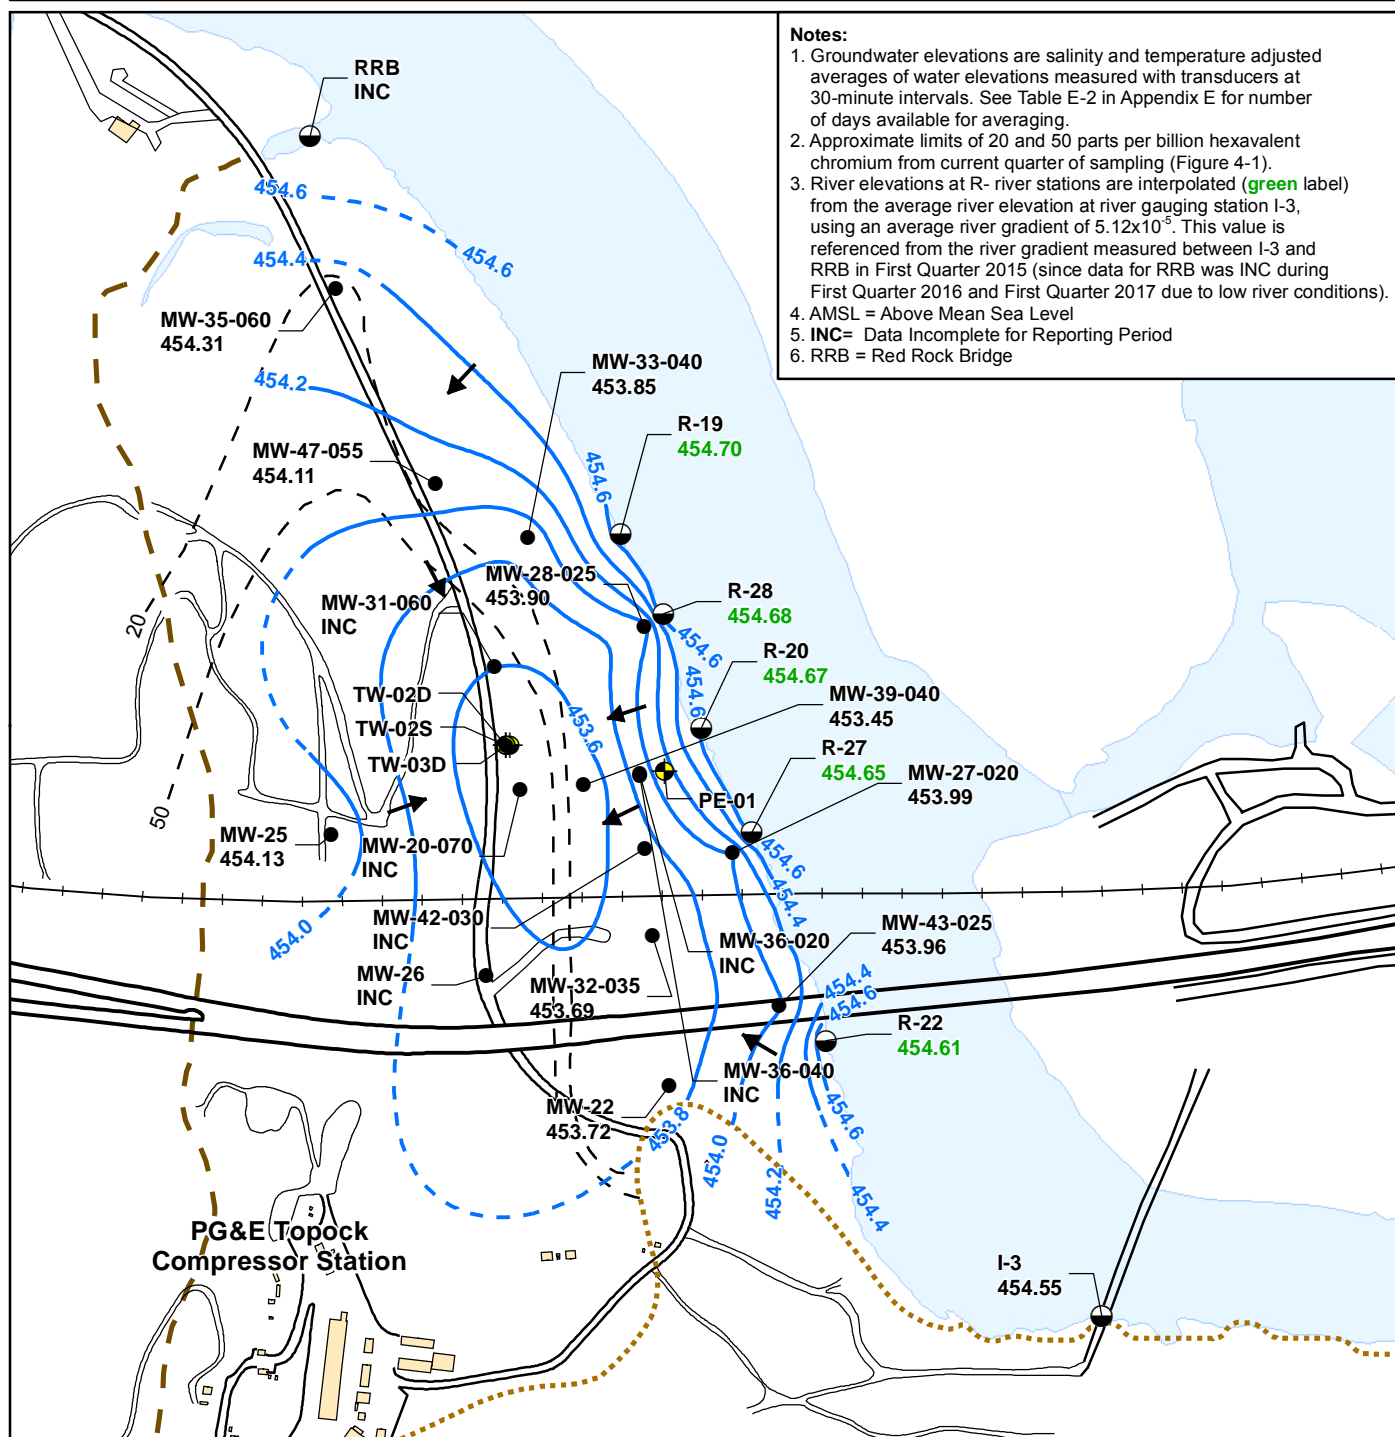 Notes:
1. Groundwater elevations are salinity and temperature adjusted
averages of water elevations measured with transducers at
30-minute intervals. See Table E-2 in Appendix E for number
of days available for averaging.
2. Approximate limits of 20 and 50 parts per billion hexavalent
chromium from current quarter of sampling (Figure 4-1).
3. River elevations at R- river stations are interpolated (green label)
from the average river elevation at river gauging station I-3,
using an average river gradient of 5.12x10⁻⁵. This value is
referenced from the river gradient measured between I-3 and
RRB in First Quarter 2015 (since data for RRB was INC during
First Quarter 2016 and First Quarter 2017 due to low river conditions).
4. AMSL = Above Mean Sea Level
5. INC= Data Incomplete for Reporting Period
6. RRB = Red Rock Bridge
RRB
INC
454.6
454.6
454.4
MW-35-060
454.31
454.2
MW-33-040
453.85
R-19
454.70
MW-47-055
454.11
454.6
MW-28-025
453.90
MW-31-060
INC
R-28
454.68
20
454.6
R-20
454.67
TW-02D
454.6
MW-39-040
453.45
TW-02S
453.6
R-27
454.65
TW-03D
MW-27-020
453.99
50
PE-01
MW-25
454.13
MW-20-070
INC
454.6
454.4
454.0
MW-42-030
INC
MW-36-020
INC
MW-43-025
453.96
MW-26
INC
MW-32-035
453.69
454.4
454.6
R-22
454.61
MW-36-040
INC
MW-22
453.72
453.8
454.6
454.0
454.2
454.4
PG&E Topock
Compressor Station
I-3
454.55